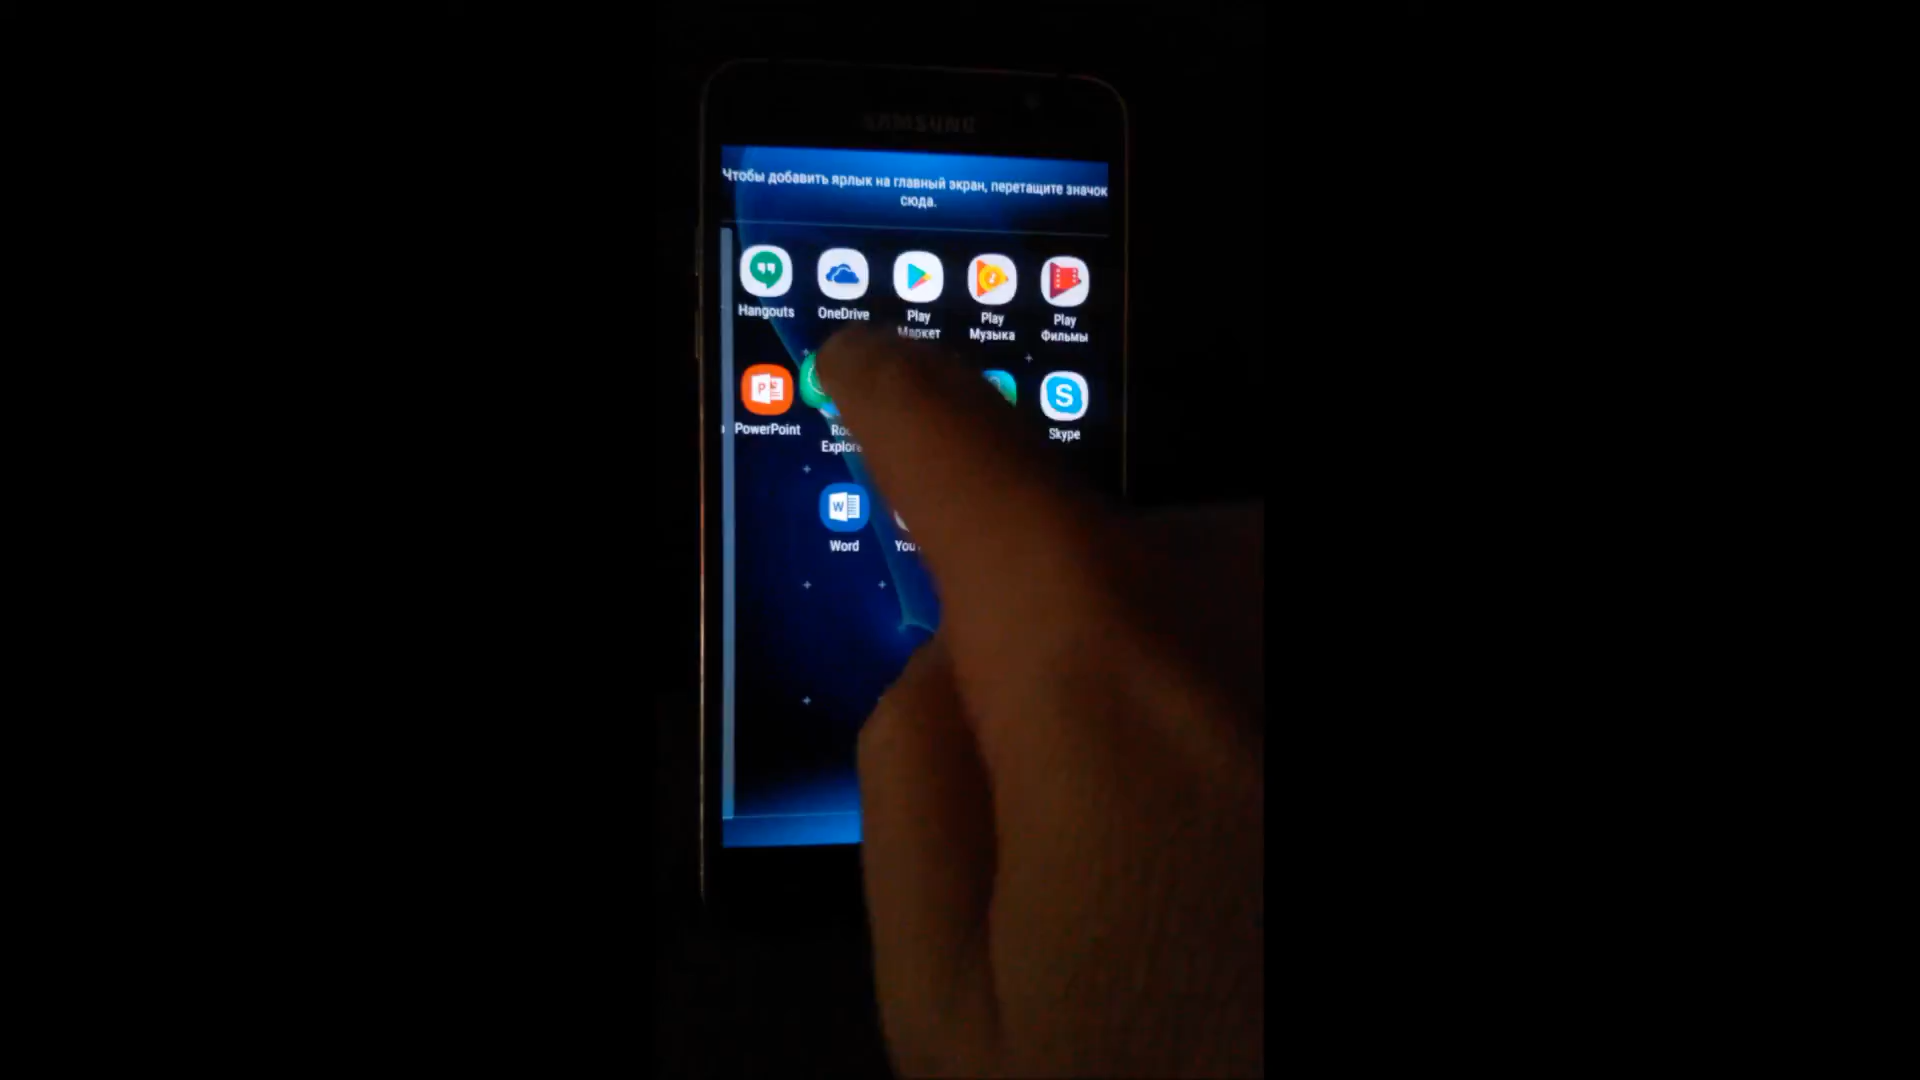 SAMSUNG
Чтобы добавить ярлык на главный экран, перетащите значок
сюда.
Hangouts
OneDrive
Play
Маркет
Play
Музыка
Play
Фильмы
PowerPoint
Skype
Word